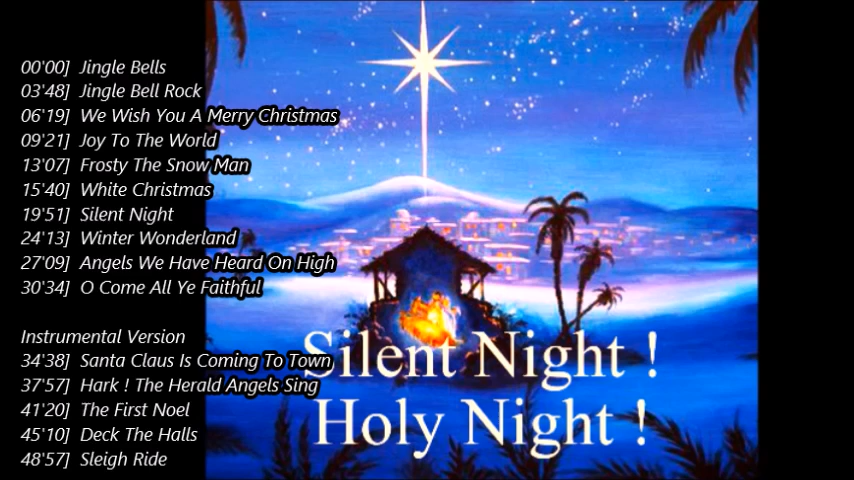 00'00] Jingle Bells
03'48] Jingle Bell Rock
06'19] We Wish You A Merry Christmas
09'21] Joy To The World
13'07] Frosty The Snow Man
15'40] White Christmas
19'51] Silent Night
24'13] Winter Wonderland
27'09] Angels We Have Heard On High
30'34] O Come All Ye Faithful
Instrumental Version
34'38] Santa Claus Is Coming To Town
37'57] Hark ! The Herald Angels Sing
41'20] The First Noel
45'10] Deck The Halls
48'57] Sleigh Ride
Silent Night !
Holy Night !